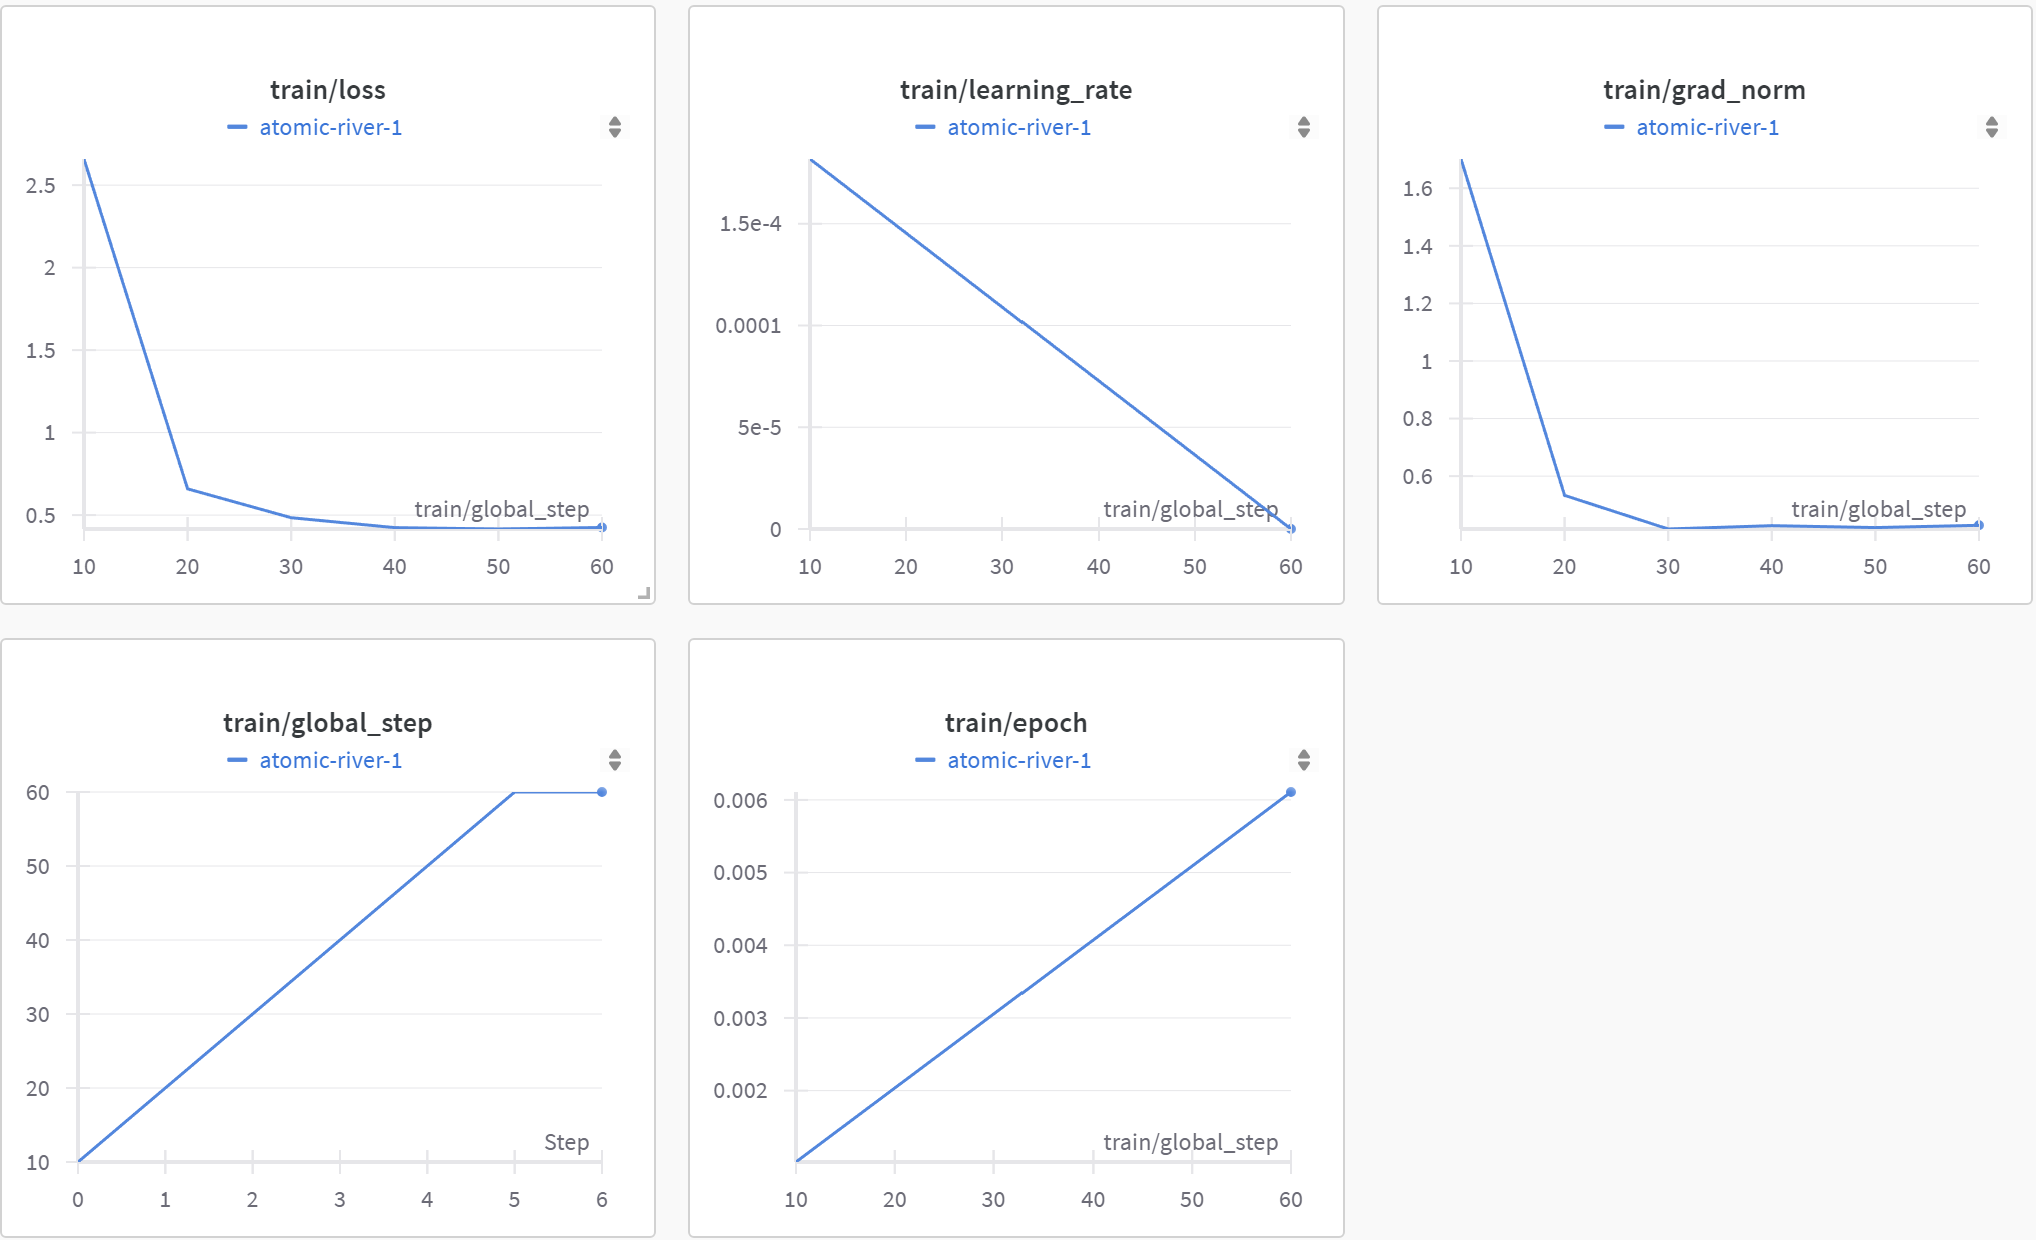 train/loss
atomic-river-1
2.5
2
1.5
1
0.5
train/global_step
10 20 30 40 50 60
train/learning_rate
atomic-river-1
1.5e-4
0.0001
5e-5
0
train/global_step
10 20 30 40 50 60
train/grad_norm
atomic-river-1
1.6
1.4
1.2
1
0.8
0.6
train/global_step
10 20 30 40 50 60
train/global_step
atomic-river-1
60
50
40
30
20
10
Step
0 1 2 3 4 5 6
train/epoch
atomic-river-1
0.006
0.005
0.004
0.003
0.002
train/global_step
10 20 30 40 50 60